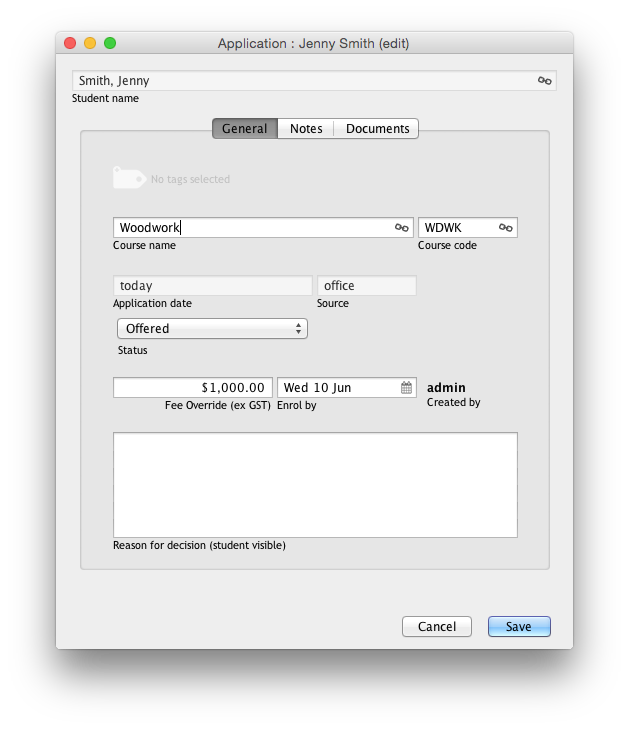 Application : Jenny Smith (edit)
Smith, Jenny
Student name
General Notes Documents
No tags selected
Woodwork WDWK
Course name Course code
today office
Application date Source
Offered
Status
$1,000.00 Wed 10 Jun admin
Fee Override (ex GST) Enrol by Created by
Reason for decision (student visible)
Cancel Save